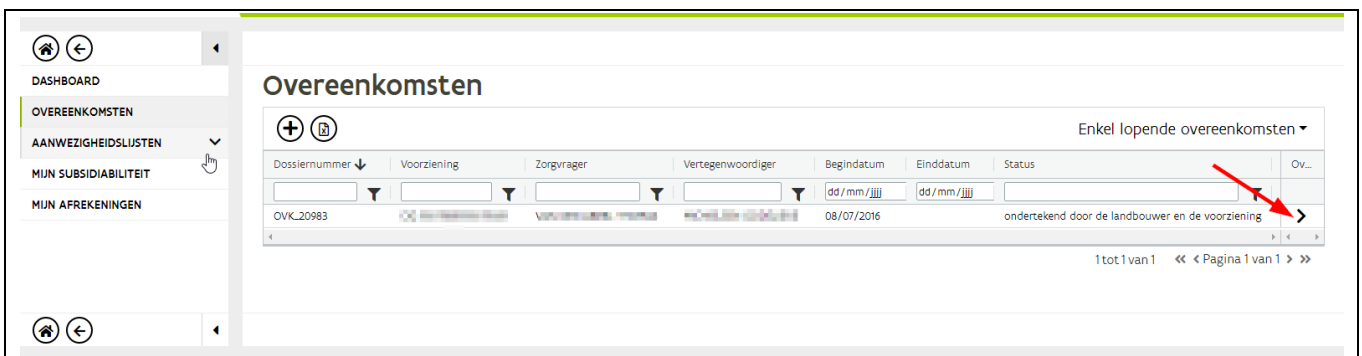 DASHBOARD
OVEREENKOMSTEN
AANWEZIGHEIDSLIJSTEN
MIJN SUBSIDIABILITEIT
MIJN AFREKENINGEN
Overeenkomsten
Enkel lopende overeenkomsten
Dossiernummer Voorziening Zorgvrager Vertegenwoordiger Begindatum Einddatum Status Ov...
dd/mm/jjjj dd/mm/jjjj
OVK_20983 08/07/2016 ondertekend door de landbouwer en de voorziening
1 tot 1 van 1 Pagina 1 van 1